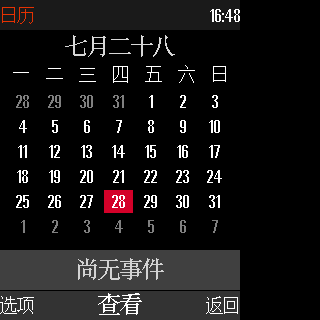 日历 16:48
七月二十八
一 二 三 四 五 六 日
28 29 30 31 1 2 3
4 5 6 7 8 9 10
11 12 13 14 15 16 17
18 19 20 21 22 23 24
25 26 27 28 29 30 31
1 2 3 4 5 6 7
尚无事件
选项 查看 返回